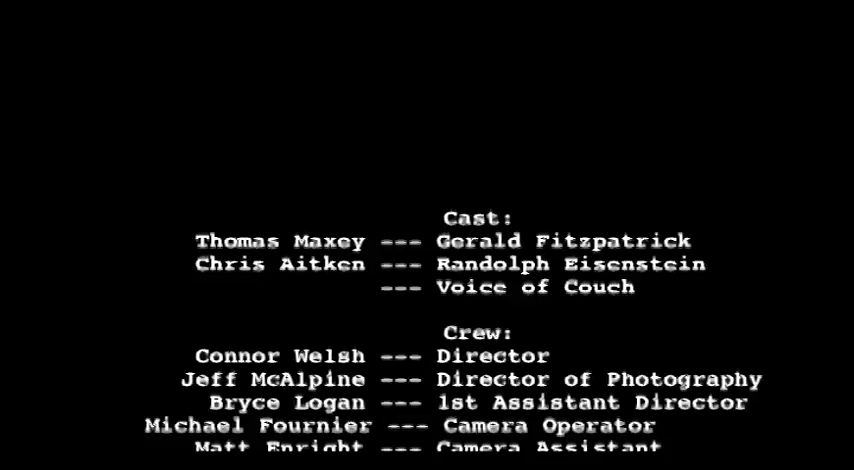 Cast:
Thomas Maxey --- Gerald Fitzpatrick
Chris Aitken --- Randolph Eisenstein
--- Voice of Couch
Crew:
Connor Welsh --- Director
Jeff McAlpine --- Director of Photography
Bryce Logan --- 1st Assistant Director
Michael Fournier --- Camera Operator
Matt Enright --- Camera Assistant